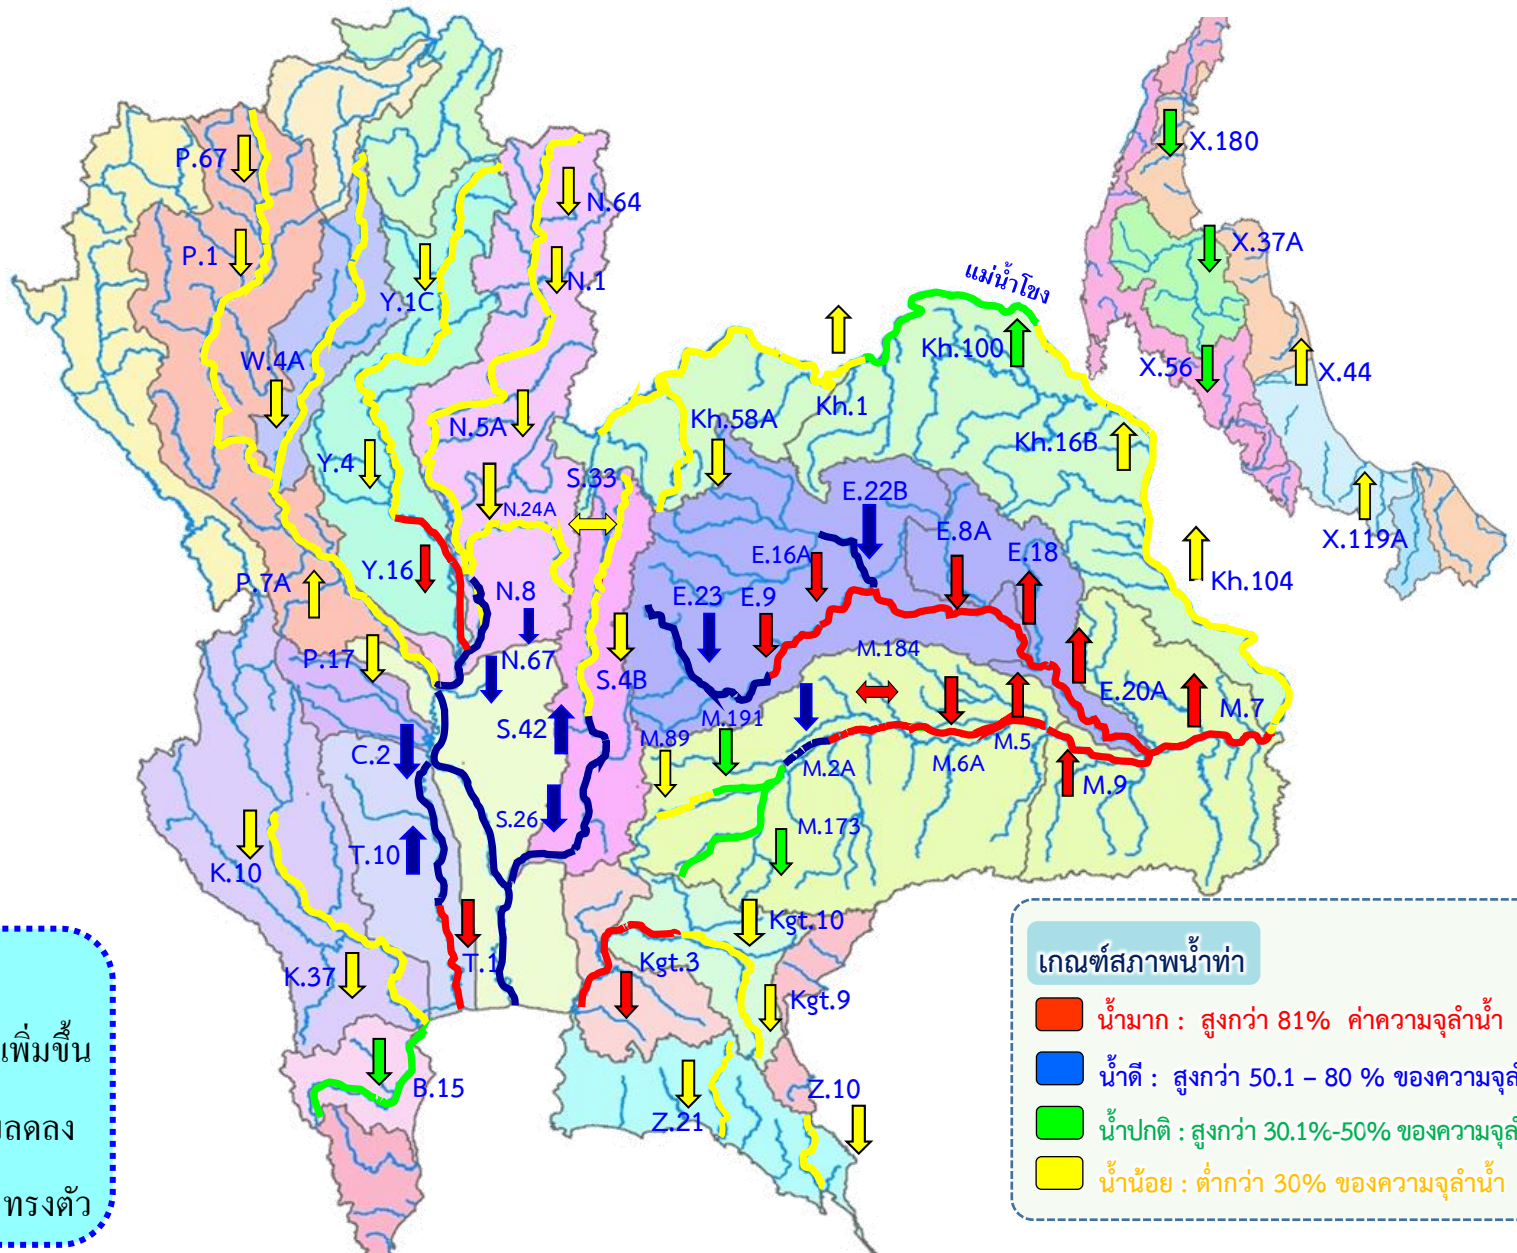 P.67
X.180
N.64
X.37A
P.1
N.1
แม่น้ำโขง
Y.1C
Kh.100
W.4A
X.56
X.44
Kh.1
Kh.58A
N.5A
Kh.16B
Y.4
S.33
E.22B
N.24A
E.8A
X.119A
E.16A
E.18
Y.16
P.7A
Kh.104
N.8
E.23
E.9
M.184
P.17
N.67
S.4B
E.20A
M.7
M.191
S.42
M.89
M.5
C.2
M.2A
M.6A
M.9
S.26
M.173
T.10
K.10
Kgt.10
T.1
Kgt.3
K.37
Kgt.9
B.15
Z.10
Z.21
เพิ่มขึ้น
ลดลง
ทรงตัว
เกณฑ์สภาพน้ำท่า
น้ำมาก : สูงกว่า 81% ค่าความจุลำน้ำ
น้ำดี : สูงกว่า 50.1 – 80 % ของความจุลำ
น้ำปกติ : สูงกว่า 30.1%-50% ของความจุลำ
น้ำน้อย : ต่ำกว่า 30% ของความจุลำน้ำ